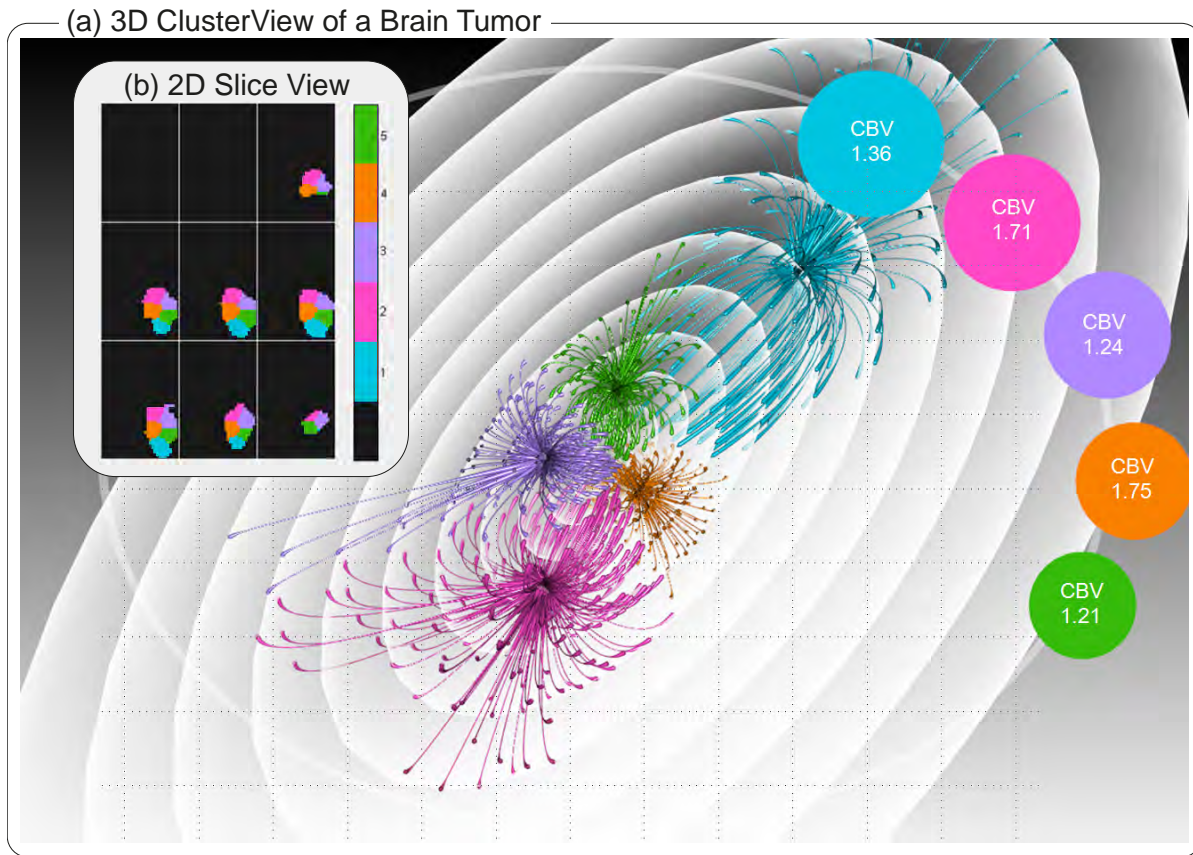 (a) 3D ClusterView of a Brain Tumor
(b) 2D Slice View
5
4
3
2
1
CBV
1.36
CBV
1.71
CBV
1.24
CBV
1.75
CBV
1.21